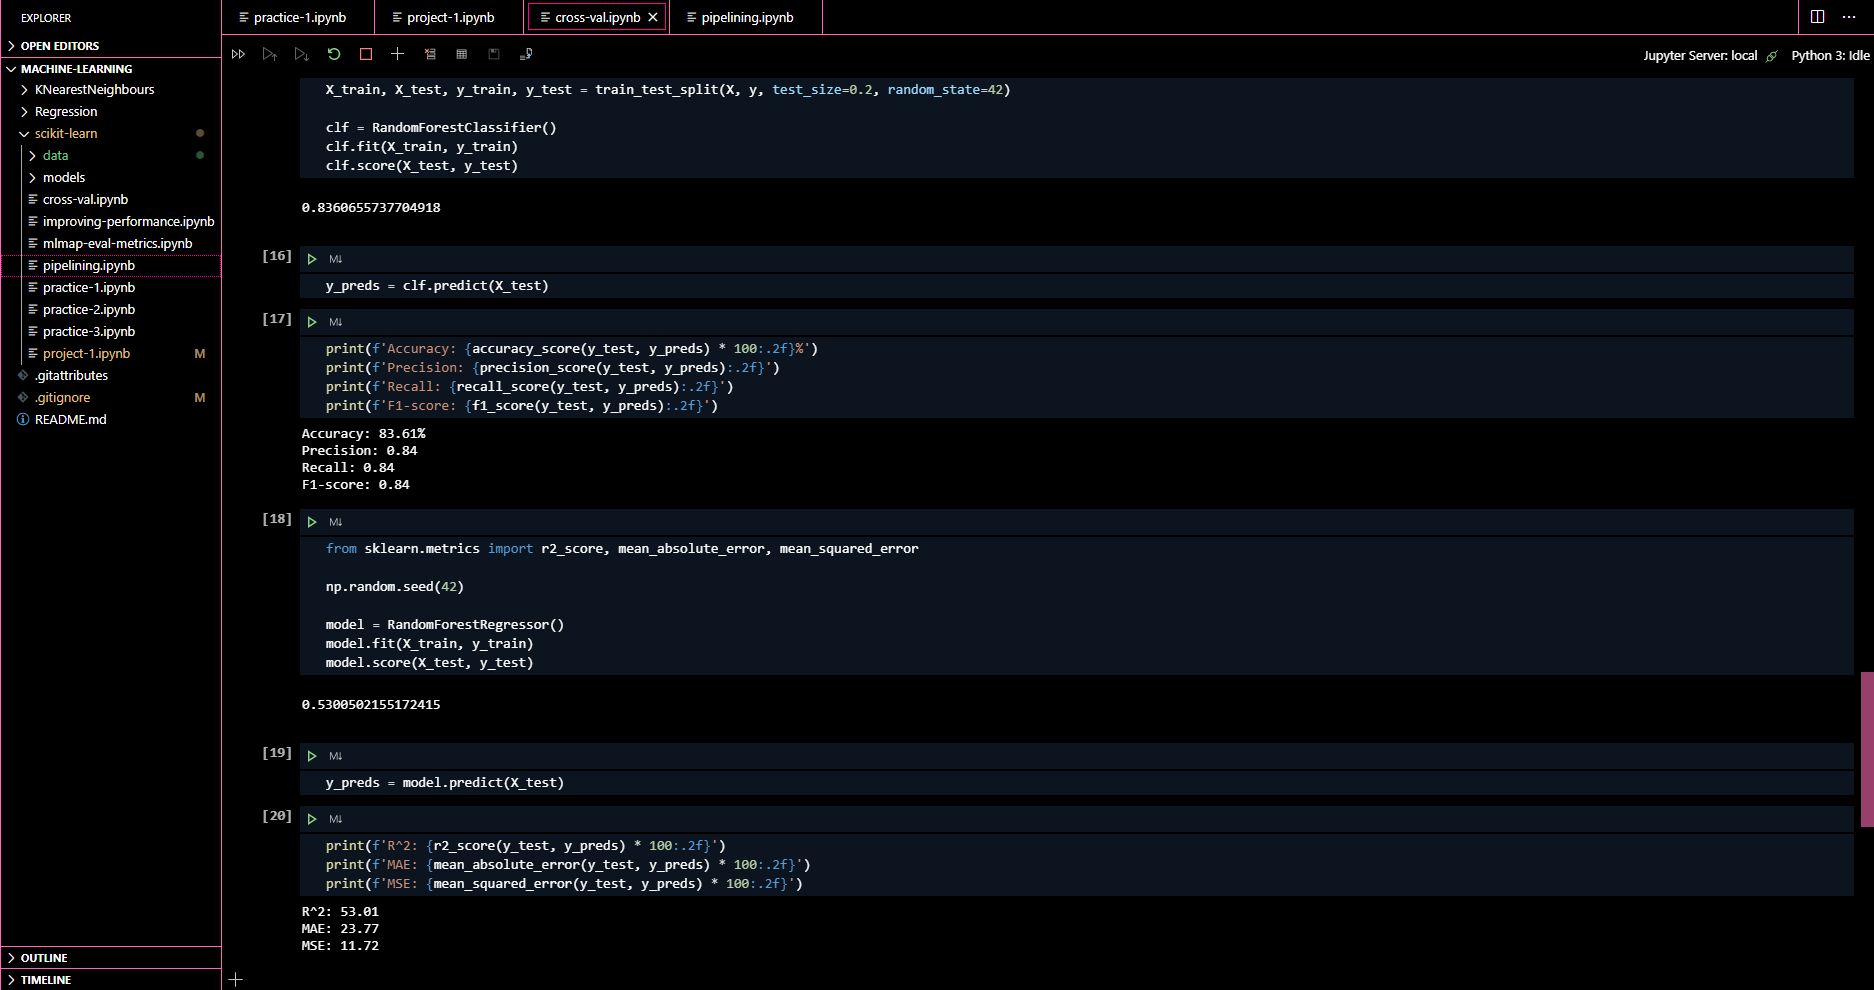 EXPLORER
OPEN EDITORS
MACHINE-LEARNING
KNearestNeighbours
Regression
scikit-learn
data
models
cross-val.ipynb
improving-performance.ipynb
mlmap-eval-metrics.ipynb
pipelining.ipynb
practice-1.ipynb
practice-2.ipynb
practice-3.ipynb
project-1.ipynb M
.gitattributes
.gitignore M
README.md
OUTLINE
TIMELINE
practice-1.ipynb project-1.ipynb cross-val.ipynb pipelining.ipynb
Jupyter Server: local Python 3: Idle
X_train, X_test, y_train, y_test = train_test_split(X, y, test_size=0.2, random_state=42)
clf = RandomForestClassifier()
clf.fit(X_train, y_train)
clf.score(X_test, y_test)
0.8360655737704918
[16] M↓
y_preds = clf.predict(X_test)
[17] M↓
print(f'Accuracy: {accuracy_score(y_test, y_preds) * 100:.2f}%')
print(f'Precision: {precision_score(y_test, y_preds):.2f}')
print(f'Recall: {recall_score(y_test, y_preds):.2f}')
print(f'F1-score: {f1_score(y_test, y_preds):.2f}')
Accuracy: 83.61%
Precision: 0.84
Recall: 0.84
F1-score: 0.84
[18] M↓
from sklearn.metrics import r2_score, mean_absolute_error, mean_squared_error
np.random.seed(42)
model = RandomForestRegressor()
model.fit(X_train, y_train)
model.score(X_test, y_test)
0.5300502155172415
[19] M↓
y_preds = model.predict(X_test)
[20] M↓
print(f'R^2: {r2_score(y_test, y_preds) * 100:.2f}')
print(f'MAE: {mean_absolute_error(y_test, y_preds) * 100:.2f}')
print(f'MSE: {mean_squared_error(y_test, y_preds) * 100:.2f}')
R^2: 53.01
MAE: 23.77
MSE: 11.72